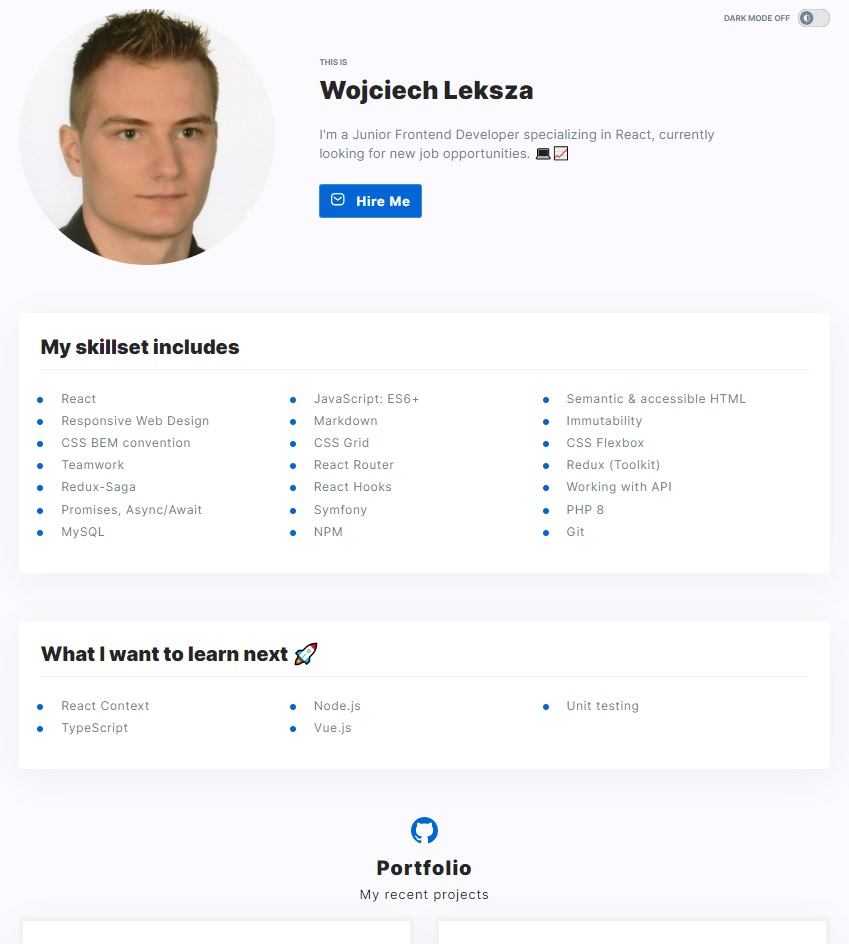 DARK MODE OFF
THIS IS
Wojciech Leksza
I'm a Junior Frontend Developer specializing in React, currently
looking for new job opportunities. 💻📈
Hire Me
My skillset includes
React
JavaScript: ES6+
Semantic & accessible HTML
Responsive Web Design
Markdown
Immutability
CSS BEM convention
CSS Grid
CSS Flexbox
Teamwork
React Router
Redux (Toolkit)
Redux-Saga
React Hooks
Working with API
Promises, Async/Await
Symfony
PHP 8
MySQL
NPM
Git
What I want to learn next 🚀
React Context
Node.js
Unit testing
TypeScript
Vue.js
Portfolio
My recent projects